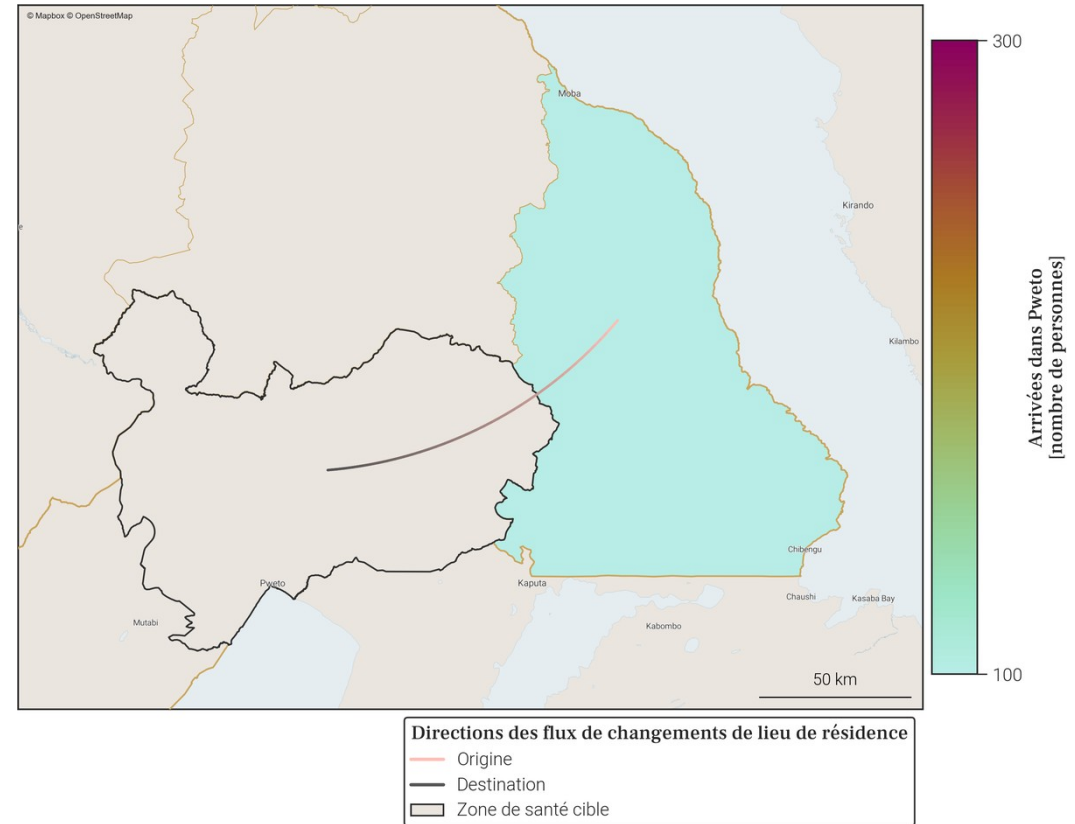 © Mapbox © OpenStreetMap
Moba
Kirando
e
Kilambo
Chibengu
Pweto
Kaputa
Chaushi
Kasaba Bay
Mutabi
Kabombo
50 km
300
100
Arrivées dans Pweto
[nombre de personnes]
Directions des flux de changements de lieu de résidence
Origine
Destination
Zone de santé cible